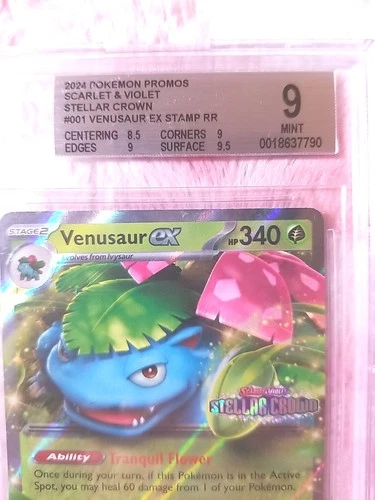 2024 POKEMON PROMOS
SCARLET & VIOLET
STELLAR CROWN
#001 VENUSAUR EX STAMP RR
CENTERING 8.5 CORNERS 9
EDGES 9 SURFACE 9.5
9
MINT
0018637790
STAGE2
Venusaur ex
HP 340
Evolves from Ivysaur
STELLAR CROWN
Ability Tranquil Flower
Once during your turn, if this Pokémon is in the Active
Spot, you may heal 60 damage from 1 of your Pokémon.